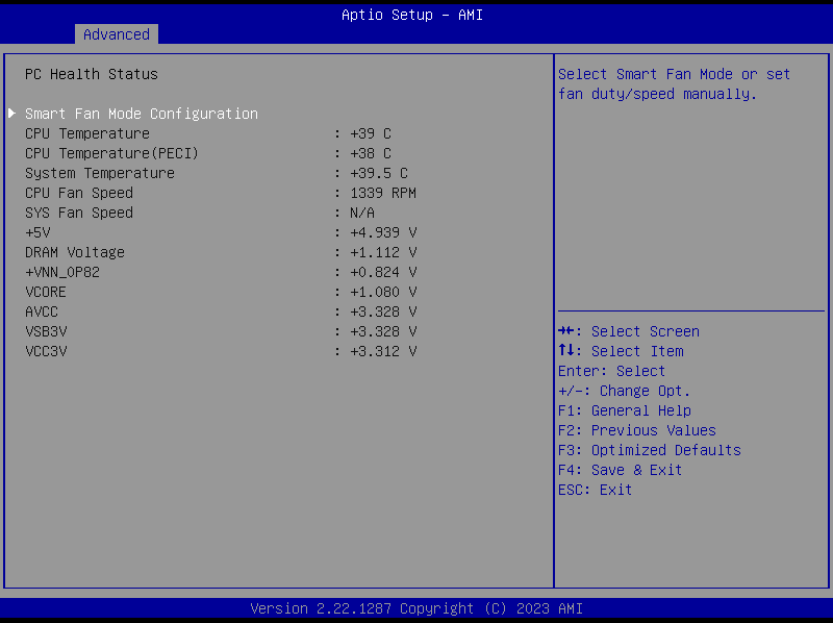 Aptio Setup – AMI
Advanced
PC Health Status
Smart Fan Mode Configuration
CPU Temperature : +39 C
CPU Temperature(PECI) : +38 C
System Temperature : +39.5 C
CPU Fan Speed : 1339 RPM
SYS Fan Speed : N/A
+5V : +4.939 V
DRAM Voltage : +1.112 V
+VNN_0P82 : +0.824 V
VCORE : +1.080 V
AVCC : +3.328 V
VSB3V : +3.328 V
VCC3V : +3.312 V
Select Smart Fan Mode or set
fan duty/speed manually.
→←: Select Screen
↑↓: Select Item
Enter: Select
+/-: Change Opt.
F1: General Help
F2: Previous Values
F3: Optimized Defaults
F4: Save & Exit
ESC: Exit
Version 2.22.1287 Copyright (C) 2023 AMI